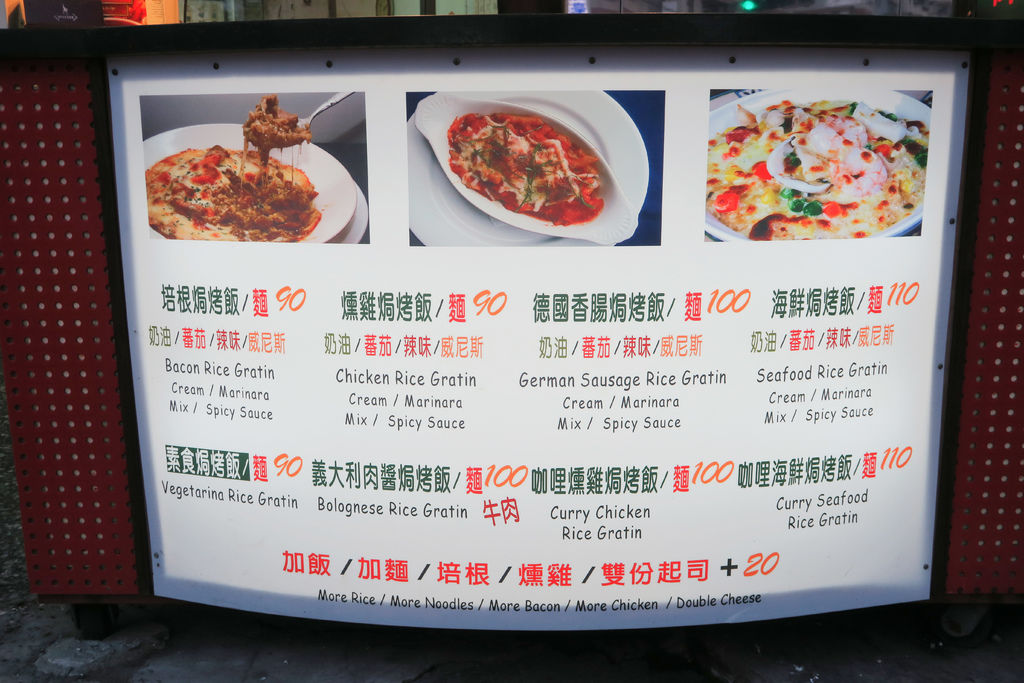 培根焗烤飯/麵 90
奶油/蕃茄/辣味/威尼斯
Bacon Rice Gratin
Cream / Marinara
Mix / Spicy Sauce
燻雞焗烤飯/麵 90
奶油/蕃茄/辣味/威尼斯
Chicken Rice Gratin
Cream / Marinara
Mix / Spicy Sauce
德國香腸焗烤飯/麵 100
奶油/蕃茄/辣味/威尼斯
German Sausage Rice Gratin
Cream / Marinara
Mix / Spicy Sauce
海鮮焗烤飯/麵 110
奶油/蕃茄/辣味/威尼斯
Seafood Rice Gratin
Cream / Marinara
Mix / Spicy Sauce
素食焗烤飯/麵 90
Vegetarina Rice Gratin
義大利肉醬焗烤飯/麵 100
Bolognese Rice Gratin 牛肉
咖哩燻雞焗烤飯/麵 100
Curry Chicken
Rice Gratin
咖哩海鮮焗烤飯/麵 110
Curry Seafood
Rice Gratin
加飯/加麵/培根/燻雞/雙份起司+20
More Rice / More Noodles / More Bacon / More Chicken / Double Cheese